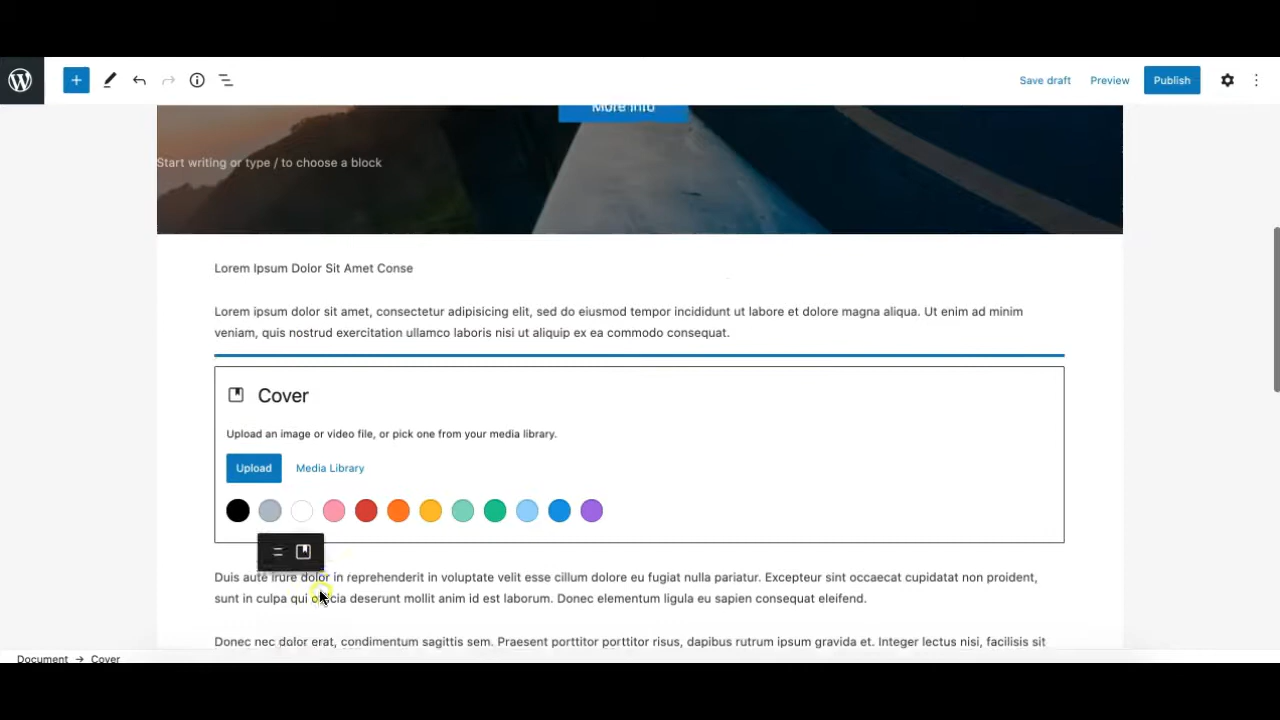 Save draft Preview Publish
More Info
Start writing or type / to choose a block
Lorem Ipsum Dolor Sit Amet Conse
Lorem ipsum dolor sit amet, consectetur adipisicing elit, sed do eiusmod tempor incididunt ut labore et dolore magna aliqua. Ut enim ad minim
veniam, quis nostrud exercitation ullamco laboris nisi ut aliquip ex ea commodo consequat.
Cover
Upload an image or video file, or pick one from your media library.
Upload Media Library
Duis aute irure dolor in reprehenderit in voluptate velit esse cillum dolore eu fugiat nulla pariatur. Excepteur sint occaecat cupidatat non proident,
sunt in culpa qui officia deserunt mollit anim id est laborum. Donec elementum ligula eu sapien consequat eleifend.
Donec nec dolor erat, condimentum sagittis sem. Praesent porttitor porttitor risus, dapibus rutrum ipsum gravida et. Integer lectus nisi, facilisis sit
Document → Cover